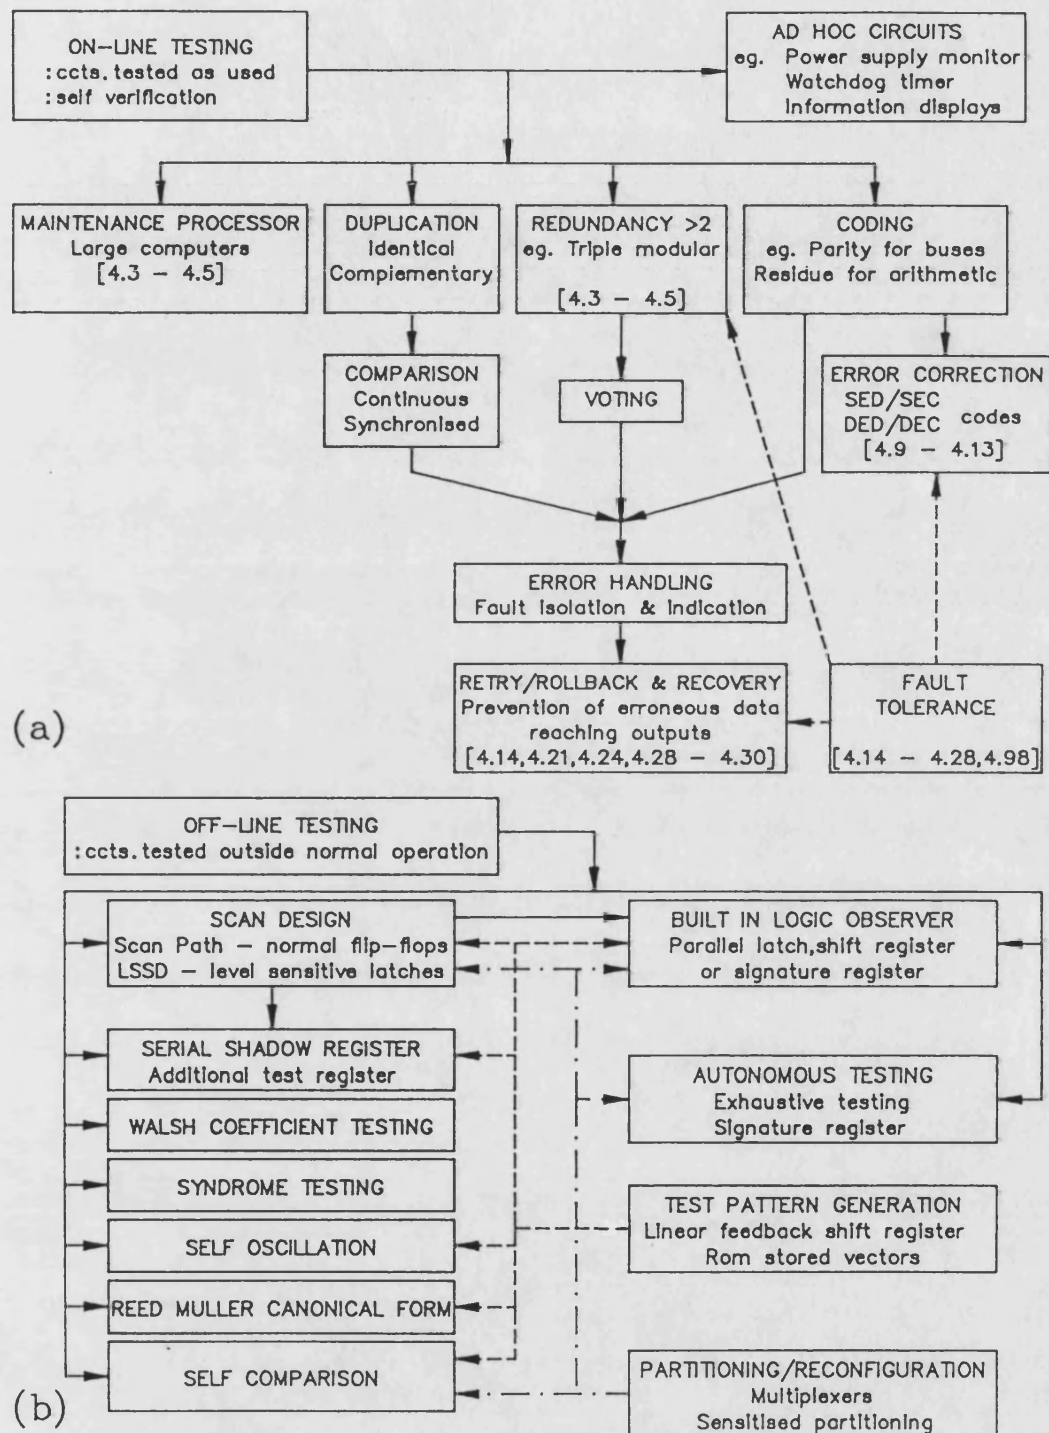 ON-LINE TESTING
:ccts.tested as used
:self verification
AD HOC CIRCUITS
eg. Power supply monitor
Watchdog timer
Information displays
MAINTENANCE PROCESSOR
Large computers
[4.3 - 4.5]
DUPLICATION
Identical
Complementary
REDUNDANCY >2
eg. Triple modular
[4.3 - 4.5]
CODING
eg. Parity for buses
Residue for arithmetic
COMPARISON
Continuous
Synchronised
VOTING
ERROR CORRECTION
SED/SEC
DED/DEC codes
[4.9 - 4.13]
ERROR HANDLING
Fault Isolation & Indication
RETRY/ROLLBACK & RECOVERY
Prevention of erroneous data
reaching outputs
[4.14,4.21,4.24,4.28 - 4.30]
FAULT
TOLERANCE
[4.14 - 4.28,4.98]
(a)
OFF-LINE TESTING
:ccts.tested outside normal operation
SCAN DESIGN
Scan Path - normal flip-flops
LSSD - level sensitive latches
BUILT IN LOGIC OBSERVER
Parallel latch,shift register
or signature register
SERIAL SHADOW REGISTER
Additional test register
AUTONOMOUS TESTING
Exhaustive testing
Signature register
WALSH COEFFICIENT TESTING
SYNDROME TESTING
TEST PATTERN GENERATION
Linear feedback shift register
Rom stored vectors
SELF OSCILLATION
REED MULLER CANONICAL FORM
SELF COMPARISON
PARTITIONING/RECONFIGURATION
Multiplexers
Sensitised partitioning
(b)